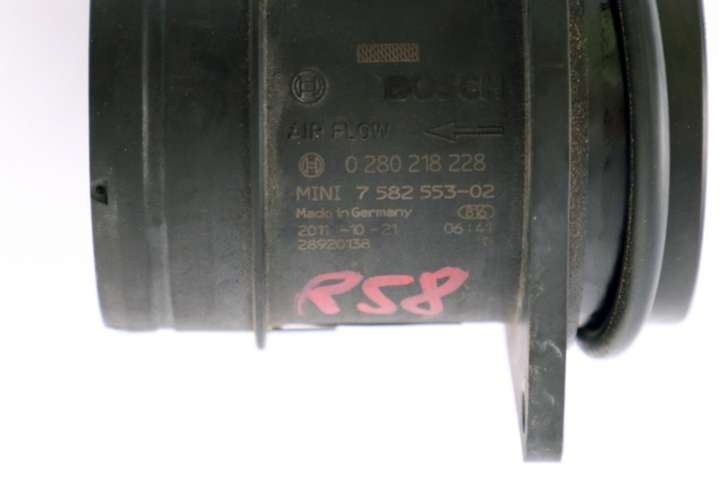 BOSCH
AIR FLOW
0 280 218 228
MINI 7 582 553-02
Made in Germany 816
2011 -10 -21 06:41
28920138
R58